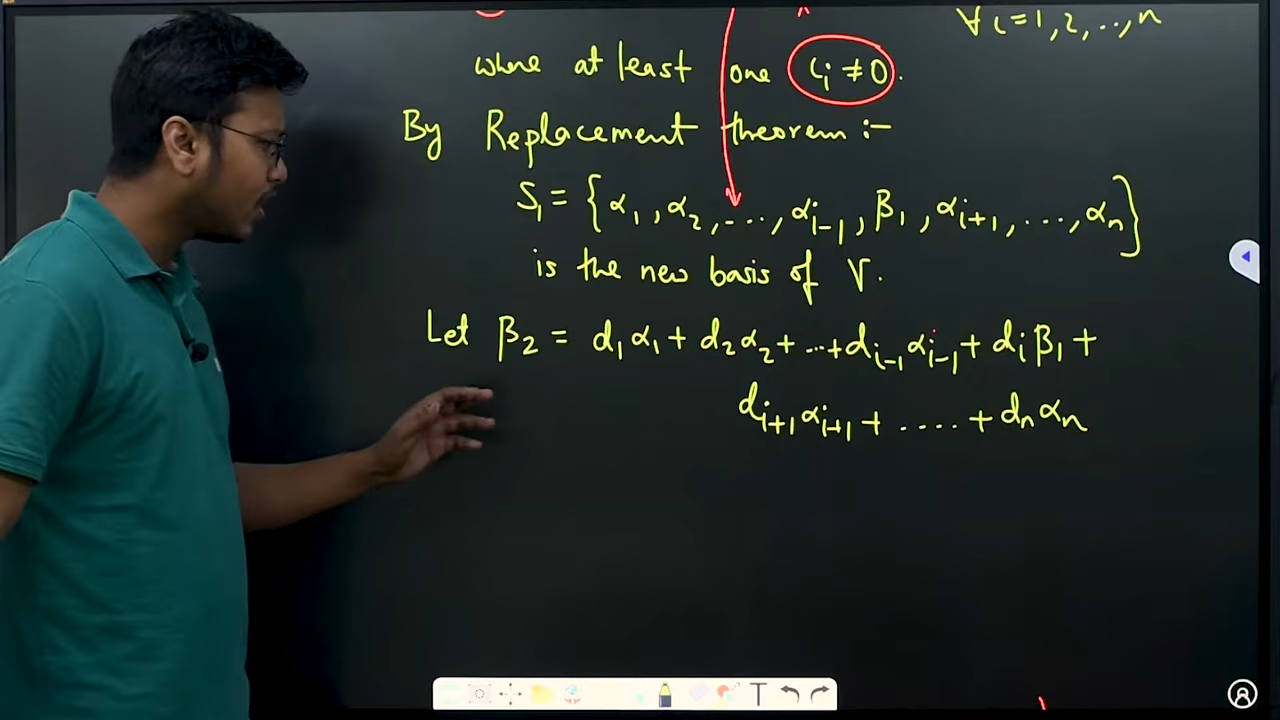 ∀ i=1,2,..,n
where at least one Ci ≠ 0.
By Replacement theorem :-
S₁ = {α₁, α₂, ..., αᵢ₋₁, β₁, αᵢ₊₁, ..., αₙ}
is the new basis of V.
Let β₂ = d₁α₁ + d₂α₂ + ...+ dᵢ₋₁αᵢ₋₁ + dᵢβ₁ +
dᵢ₊₁αᵢ₊₁ + .... + dₙαₙ
T